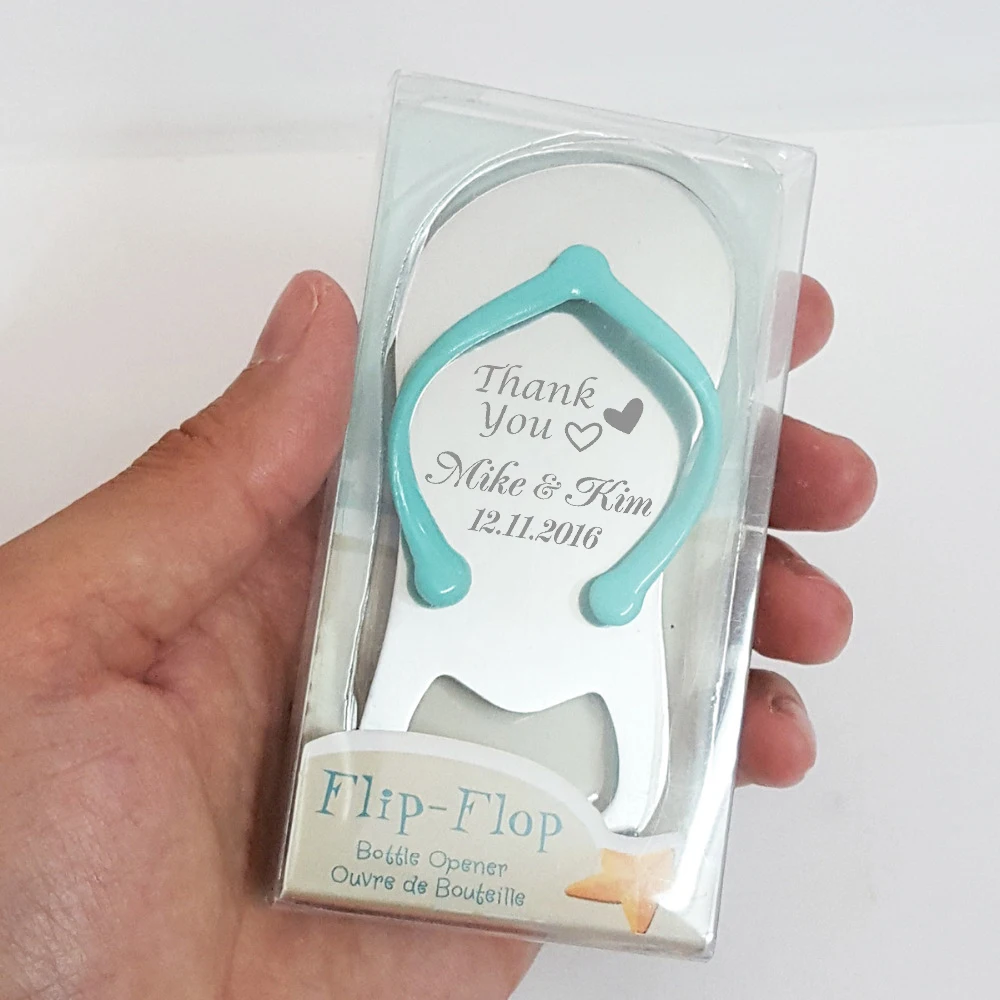 Thank
You
Mike & Kim
12.11.2016
Flip-Flop
Bottle Opener
Ouvre de Bouteille